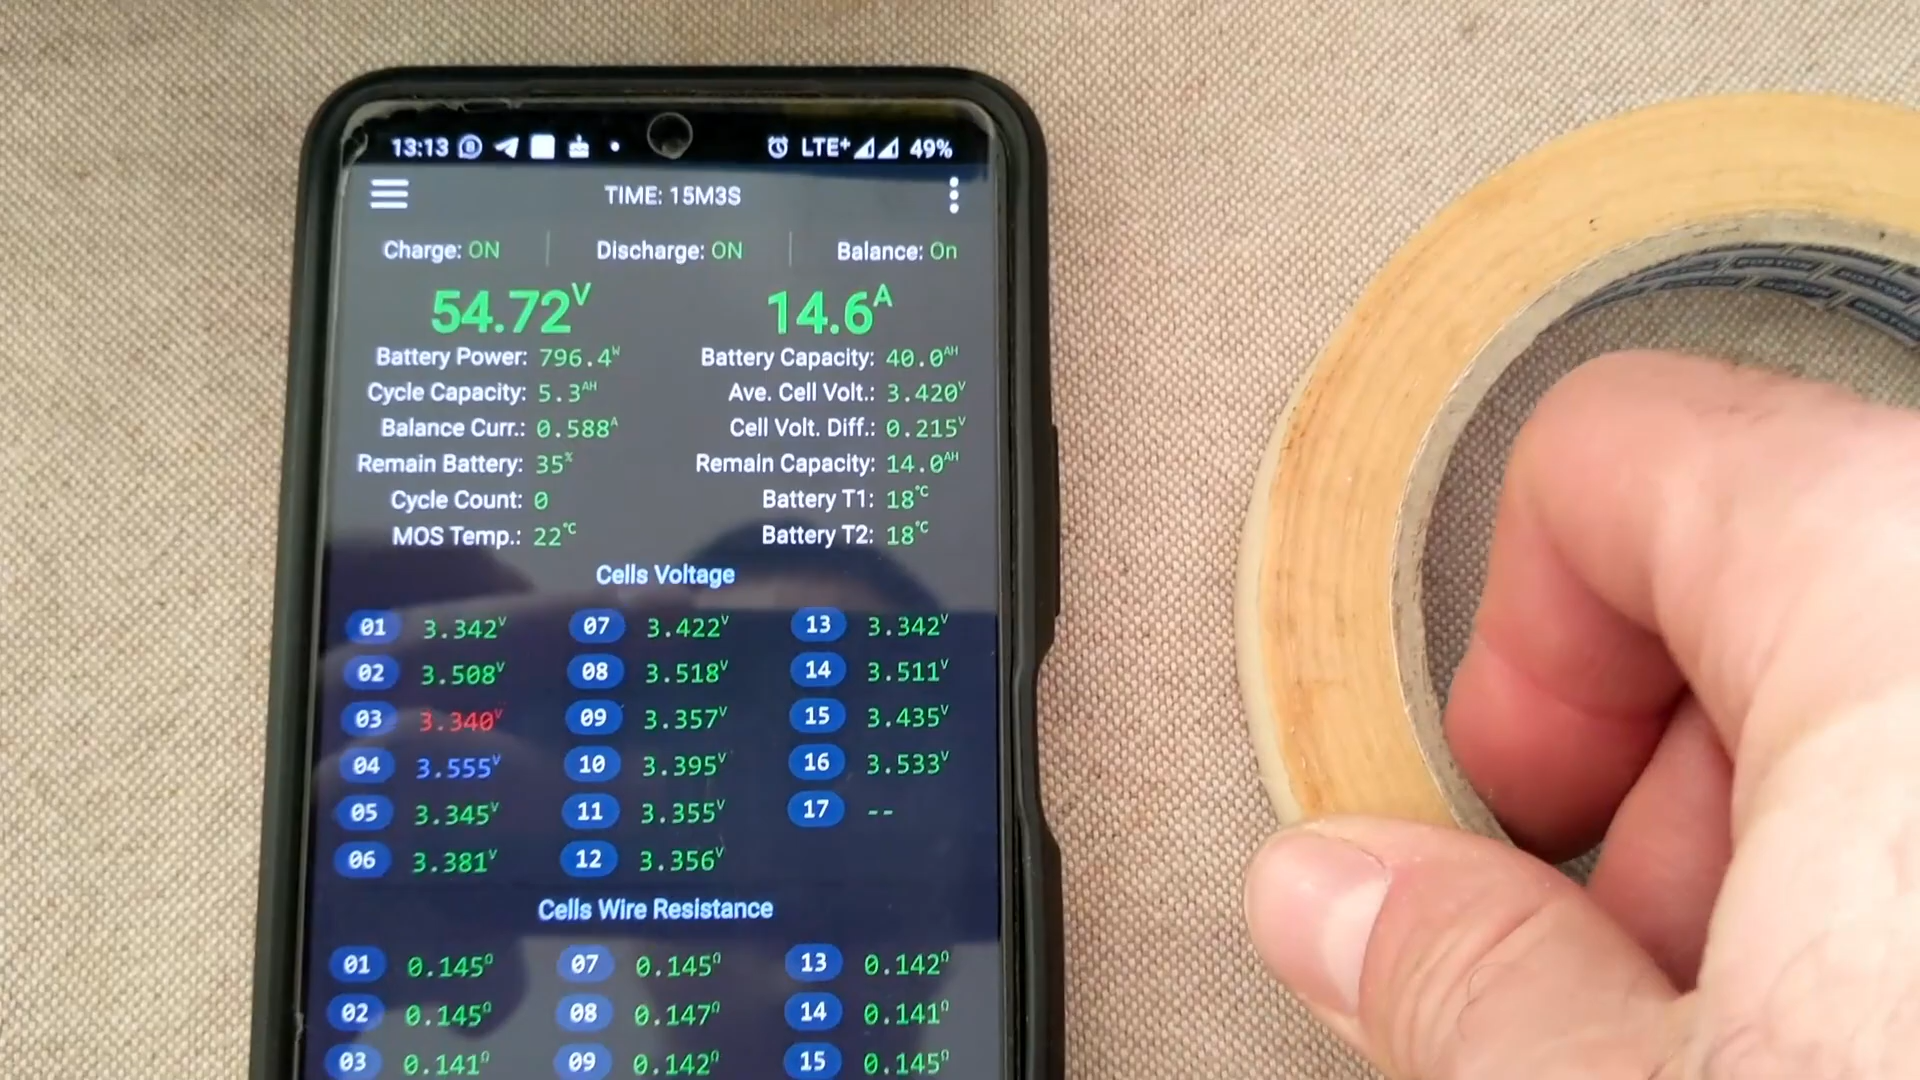 13:13 LTE+ 49%
TIME: 15M3S
Charge: ON Discharge: ON Balance: On
54.72V 14.6A
Battery Power: 796.4W Battery Capacity: 40.0AH
Cycle Capacity: 5.3AH Ave. Cell Volt.: 3.420V
Balance Curr.: 0.588A Cell Volt. Diff.: 0.215V
Remain Battery: 35% Remain Capacity: 14.0AH
Cycle Count: 0 Battery T1: 18°C
MOS Temp.: 22°C Battery T2: 18°C
Cells Voltage
01 3.342V 07 3.422V 13 3.342V
02 3.508V 08 3.518V 14 3.511V
03 3.340V 09 3.357V 15 3.435V
04 3.555V 10 3.395V 16 3.533V
05 3.345V 11 3.355V 17 --
06 3.381V 12 3.356V
Cells Wire Resistance
01 0.145Ω 07 0.145Ω 13 0.142Ω
02 0.145Ω 08 0.147Ω 14 0.141Ω
03 0.141Ω 09 0.142Ω 15 0.145Ω
BOSTON